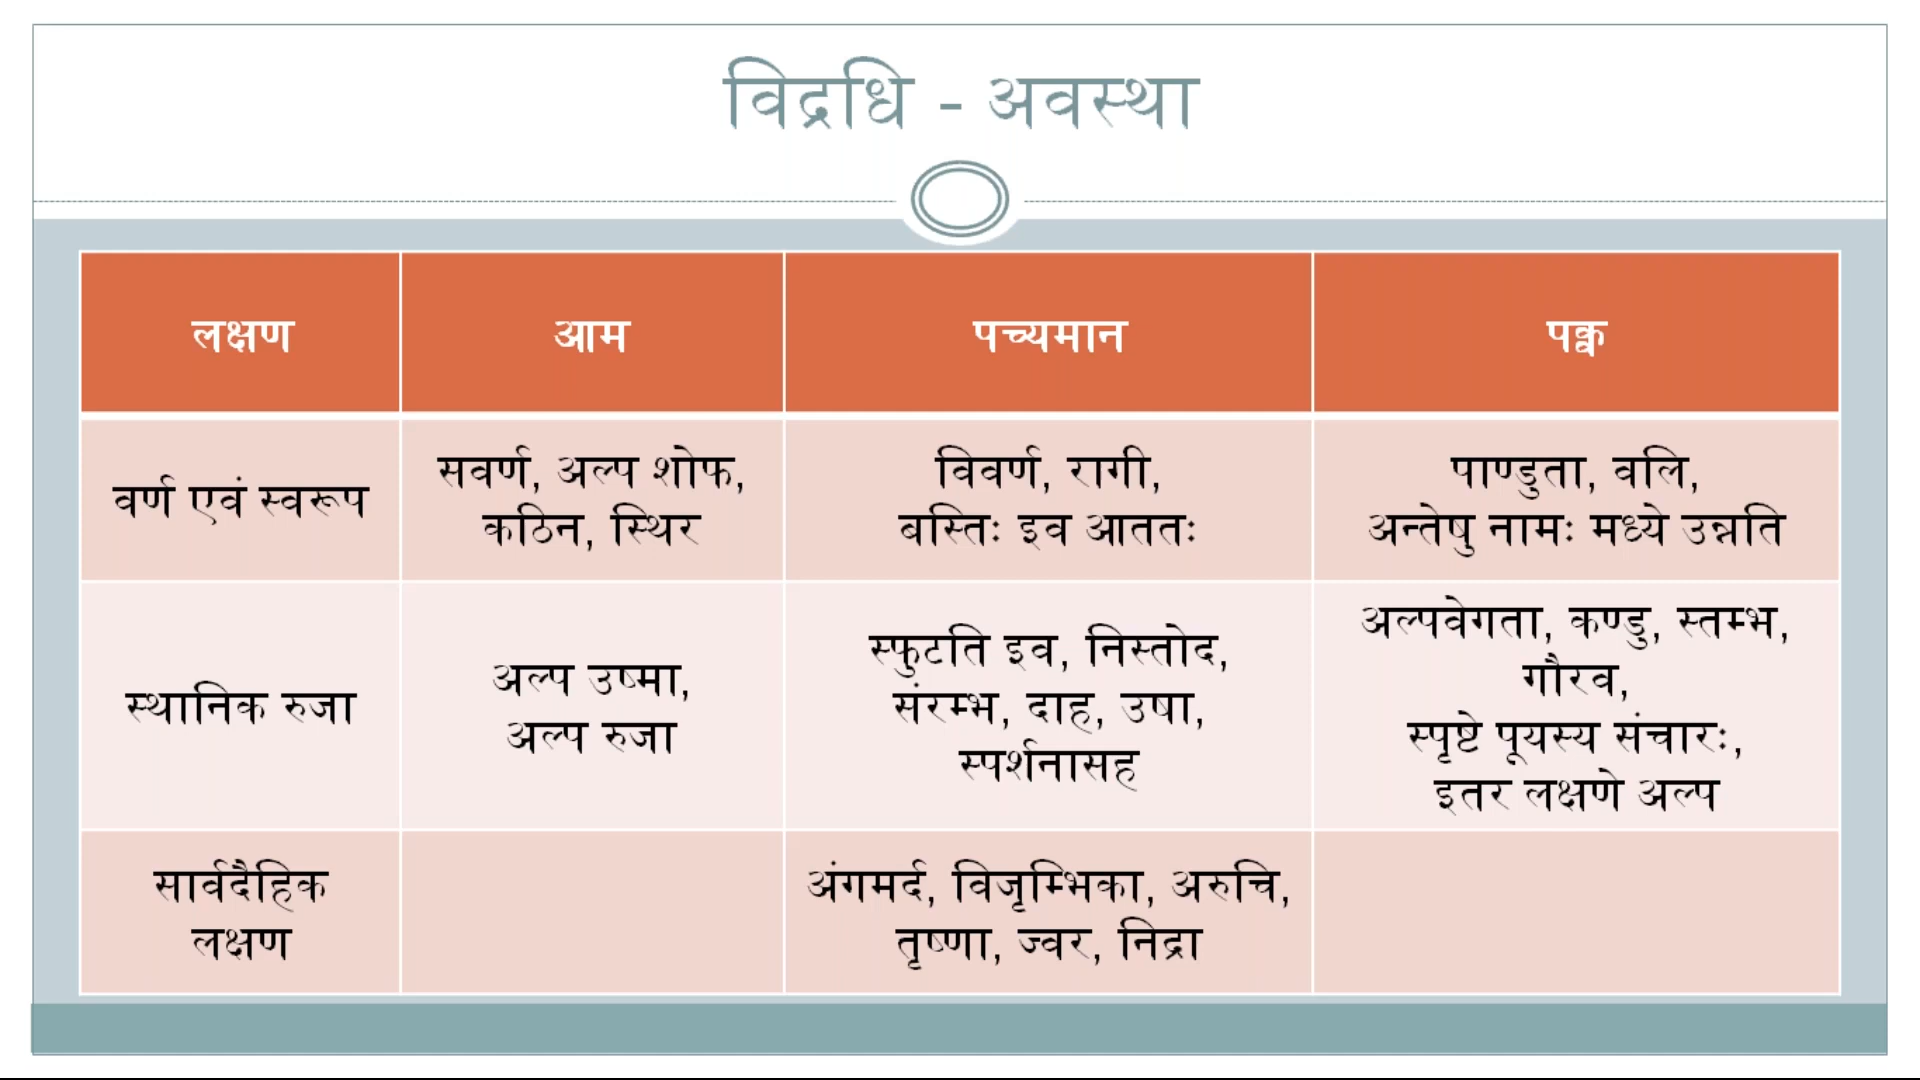 विद्रधि - अवस्था
लक्षण
आम
पच्यमान
पक्व
वर्ण एवं स्वरूप
सवर्ण, अल्प शोफ,
कठिन, स्थिर
विवर्ण, रागी,
बस्तिः इव आततः
पाण्डुता, वलि,
अन्तेषु नामः मध्ये उन्नति
स्थानिक रुजा
अल्प उष्मा,
अल्प रुजा
स्फुटति इव, निस्तोद,
संरम्भ, दाह, उषा,
स्पर्शनासह
अल्पवेगता, कण्डु, स्तम्भ,
गौरव,
स्पृष्टे पूयस्य संचारः,
इतर लक्षणे अल्प
सार्वदैहिक
लक्षण
अंगमर्द, विजृम्भिका, अरुचि,
तृष्णा, ज्वर, निद्रा